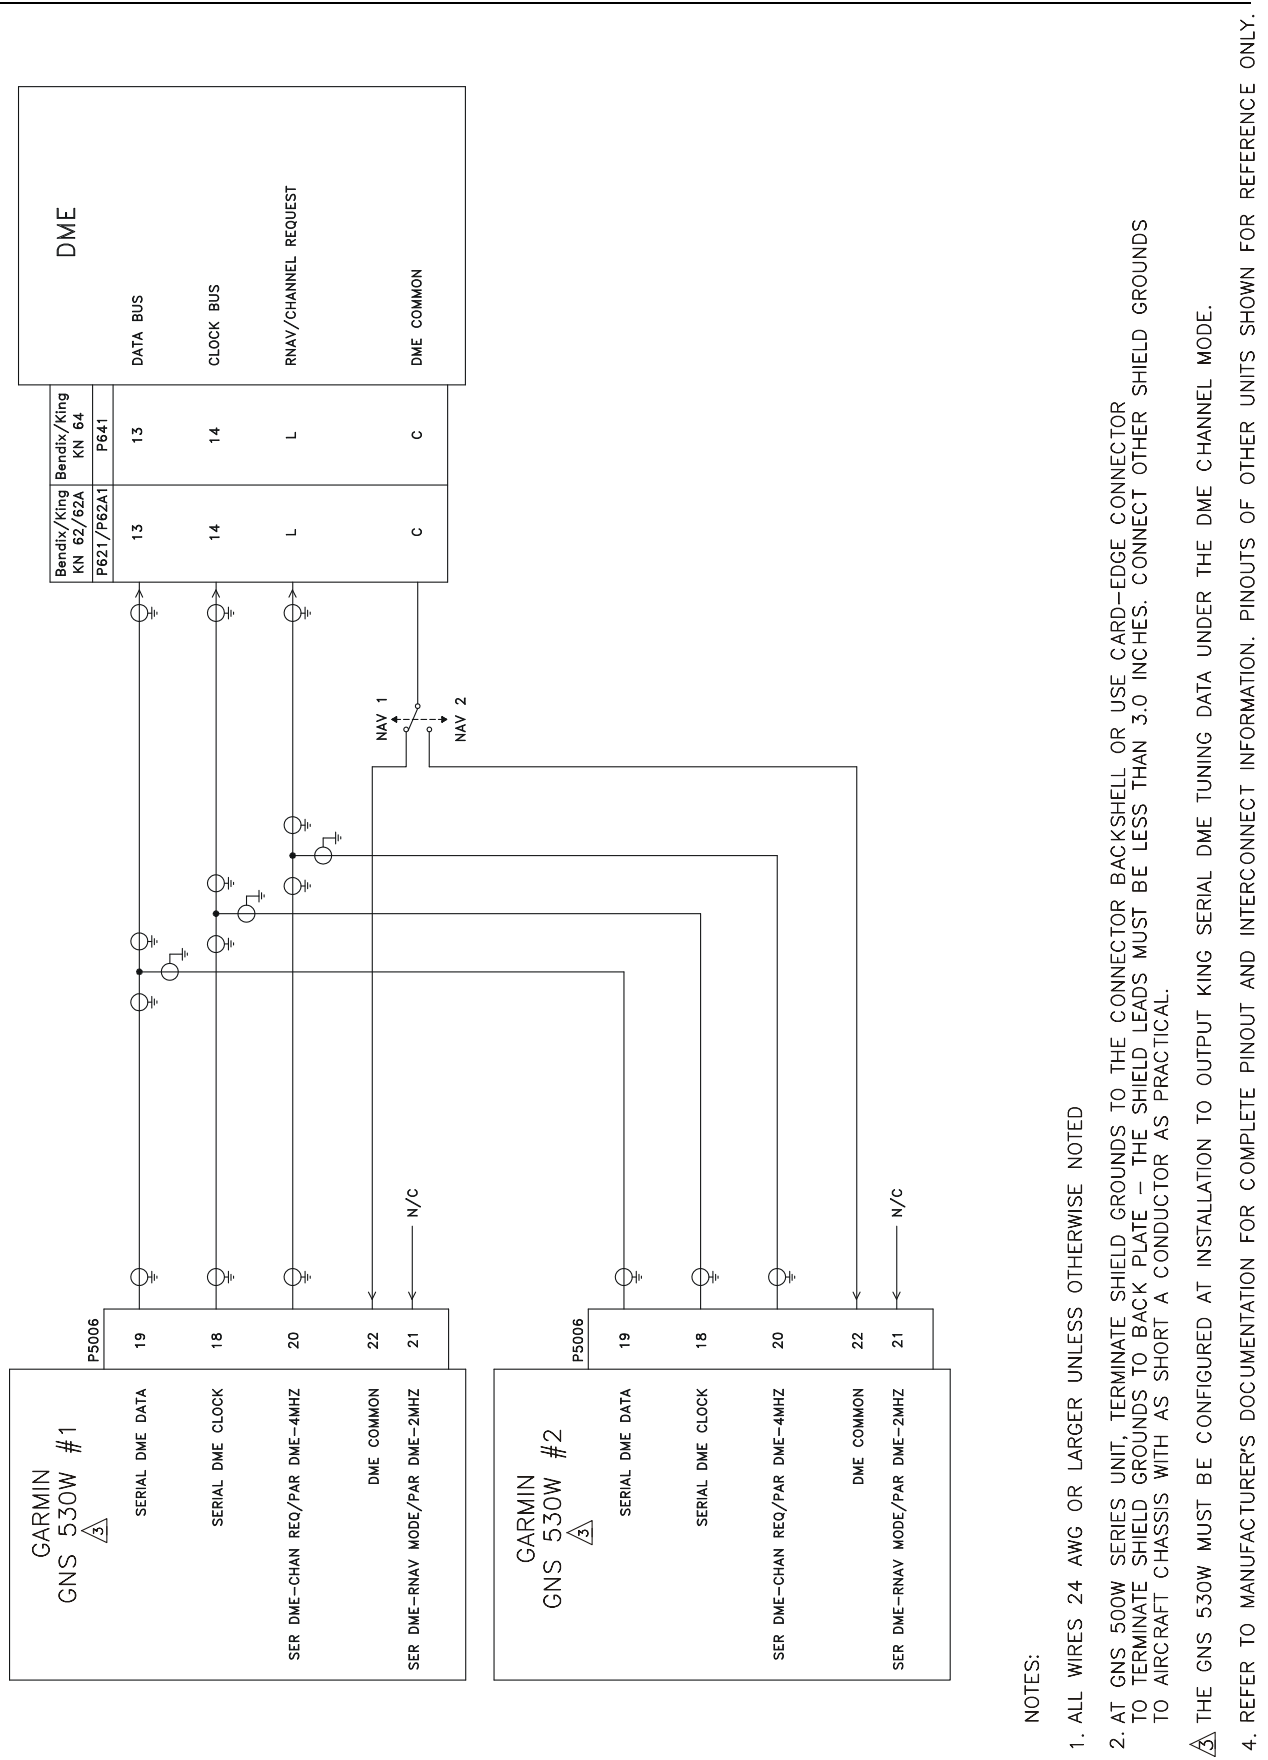 GARMIN
GNS 530W #1
3
P5006
SERIAL DME DATA 19
SERIAL DME CLOCK 18
SER DME-CHAN REQ/PAR DME-4MHZ 20
DME COMMON 22
SER DME-RNAV MODE/PAR DME-2MHZ 21
N/C
GARMIN
GNS 530W #2
3
P5006
SERIAL DME DATA 19
SERIAL DME CLOCK 18
SER DME-CHAN REQ/PAR DME-4MHZ 20
DME COMMON 22
SER DME-RNAV MODE/PAR DME-2MHZ 21
N/C
NAV 1
NAV 2
Bendix/King Bendix/King
KN 62/62A KN 64
P621/P62A1 P641
DME
13 13 DATA BUS
14 14 CLOCK BUS
L L RNAV/CHANNEL REQUEST
C C DME COMMON
NOTES:
1. ALL WIRES 24 AWG OR LARGER UNLESS OTHERWISE NOTED
2. AT GNS 500W SERIES UNIT, TERMINATE SHIELD GROUNDS TO THE CONNECTOR BACKSHELL OR USE CARD-EDGE CONNECTOR
TO TERMINATE SHIELD GROUNDS TO BACK PLATE – THE SHIELD LEADS MUST BE LESS THAN 3.0 INCHES. CONNECT OTHER SHIELD GROUNDS
TO AIRCRAFT CHASSIS WITH AS SHORT A CONDUCTOR AS PRACTICAL.
3 THE GNS 530W MUST BE CONFIGURED AT INSTALLATION TO OUTPUT KING SERIAL DME TUNING DATA UNDER THE DME CHANNEL MODE.
4. REFER TO MANUFACTURER'S DOCUMENTATION FOR COMPLETE PINOUT AND INTERCONNECT INFORMATION. PINOUTS OF OTHER UNITS SHOWN FOR REFERENCE ONLY.